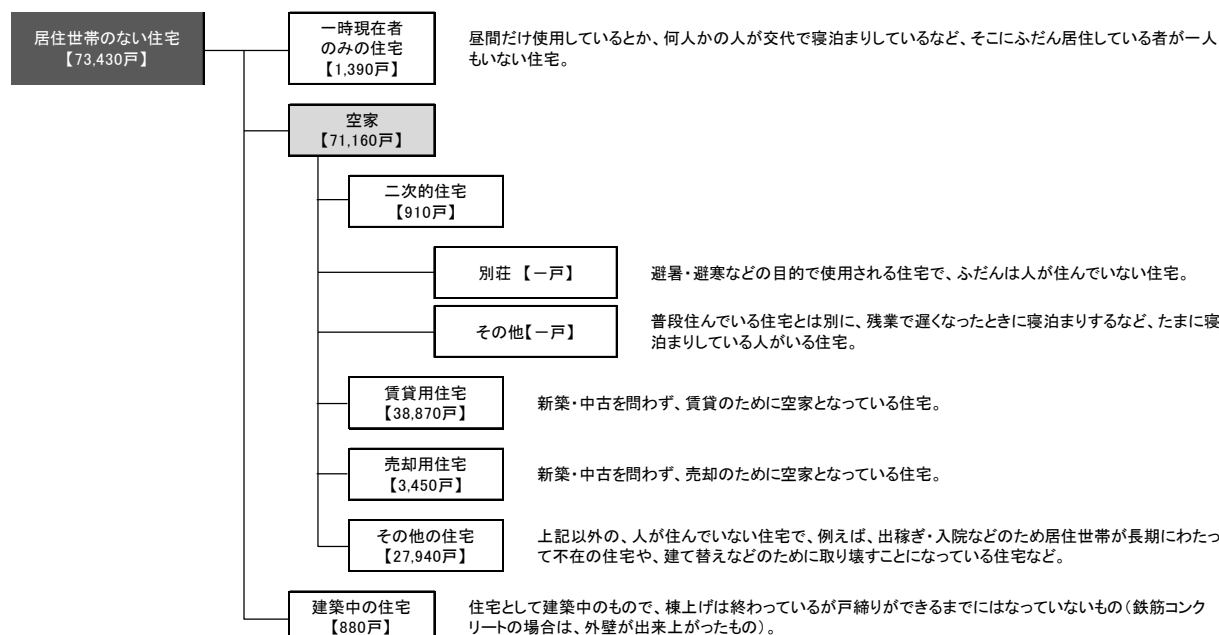 居住世帯のない住宅
【73,430戸】
一時現在者
のみの住宅
【1,390戸】
昼間だけ使用しているとか、何人かの人が交代で寝泊まりしているなど、そこにふだん居住している者が一人
もいない住宅。
空家
【71,160戸】
二次的住宅
【910戸】
別荘 【－戸】
避暑・避寒などの目的で使用される住宅で、ふだんは人が住んでいない住宅。
その他【－戸】
普段住んでいる住宅とは別に、残業で遅くなったときに寝泊まりするなど、たまに寝
泊まりしている人がいる住宅。
賃貸用住宅
【38,870戸】
新築・中古を問わず、賃貸のために空家となっている住宅。
売却用住宅
【3,450戸】
新築・中古を問わず、売却のために空家となっている住宅。
その他の住宅
【27,940戸】
上記以外の、人が住んでいない住宅で、例えば、出稼ぎ・入院などのため居住世帯が長期にわたっ
て不在の住宅や、建て替えなどのために取り壊すことになっている住宅など。
建築中の住宅
【880戸】
住宅として建築中のもので、棟上げは終わっているが戸締りができるまでにはなっていないもの（鉄筋コンク
リートの場合は、外壁が出来上がったもの）。